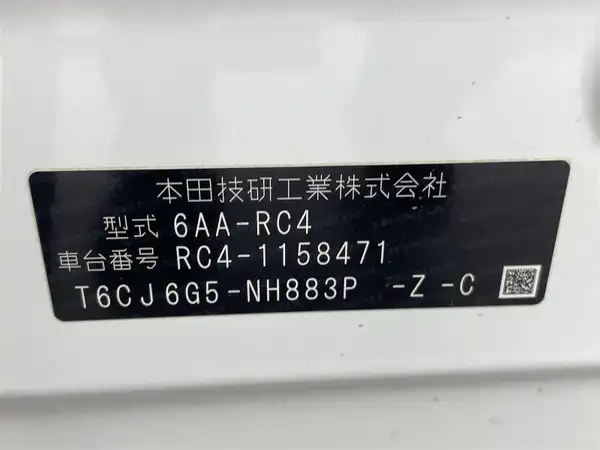 本田技研工業株式会社
型式 6AA-RC4
車台番号 RC4-1158471
T6CJ6G5-NH883P -Z -C